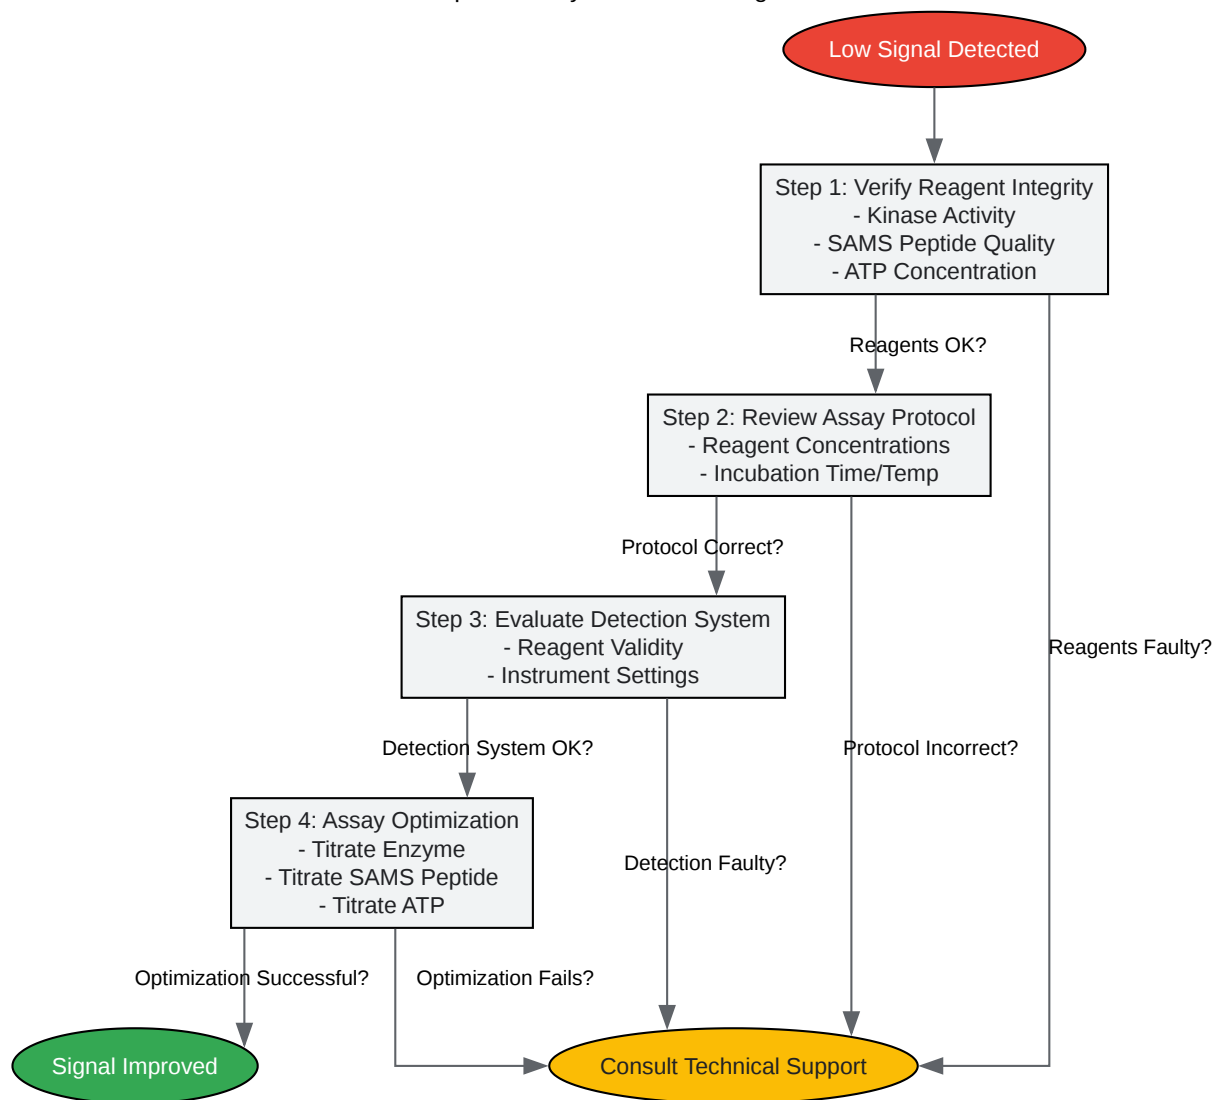 Low Signal Detected
Step 1: Verify Reagent Integrity
- Kinase Activity
- SAMS Peptide Quality
- ATP Concentration
Reagents OK?
Step 2: Review Assay Protocol
- Reagent Concentrations
- Incubation Time/Temp
Protocol Correct?
Step 3: Evaluate Detection System
- Reagent Validity
- Instrument Settings
Reagents Faulty?
Detection System OK?
Protocol Incorrect?
Step 4: Assay Optimization
- Titrate Enzyme
- Titrate SAMS Peptide
- Titrate ATP
Detection Faulty?
Optimization Successful?
Optimization Fails?
Signal Improved
Consult Technical Support